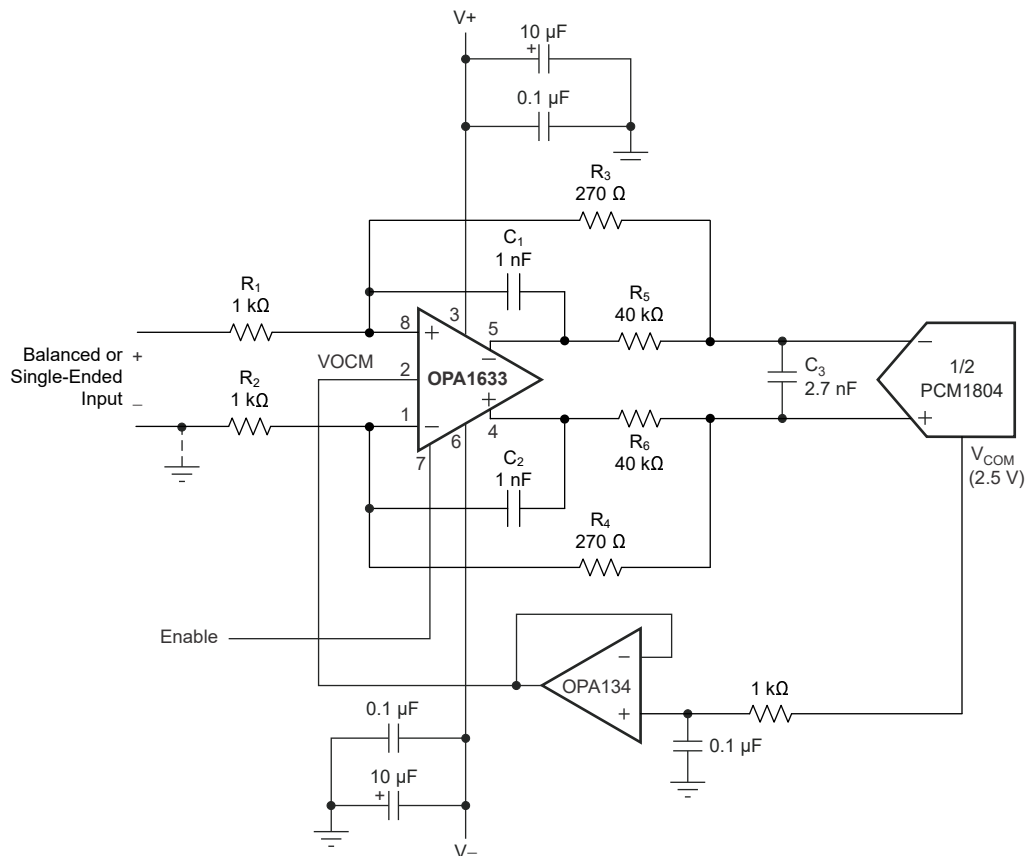 V+
10 µF
+
0.1 µF
R3
270 Ω
C1
1 nF
R1
1 kΩ
R5
40 kΩ
8
+
3
5
−
Balanced or
Single-Ended
Input
+
−
VOCM
2
OPA1633
C3
2.7 nF
−
1/2
PCM1804
+
R2
1 kΩ
1
−
+
4
6
7
R6
40 kΩ
C2
1 nF
VCOM
(2.5 V)
R4
270 Ω
Enable
−
OPA134
+
1 kΩ
0.1 µF
0.1 µF
10 µF
+
V−